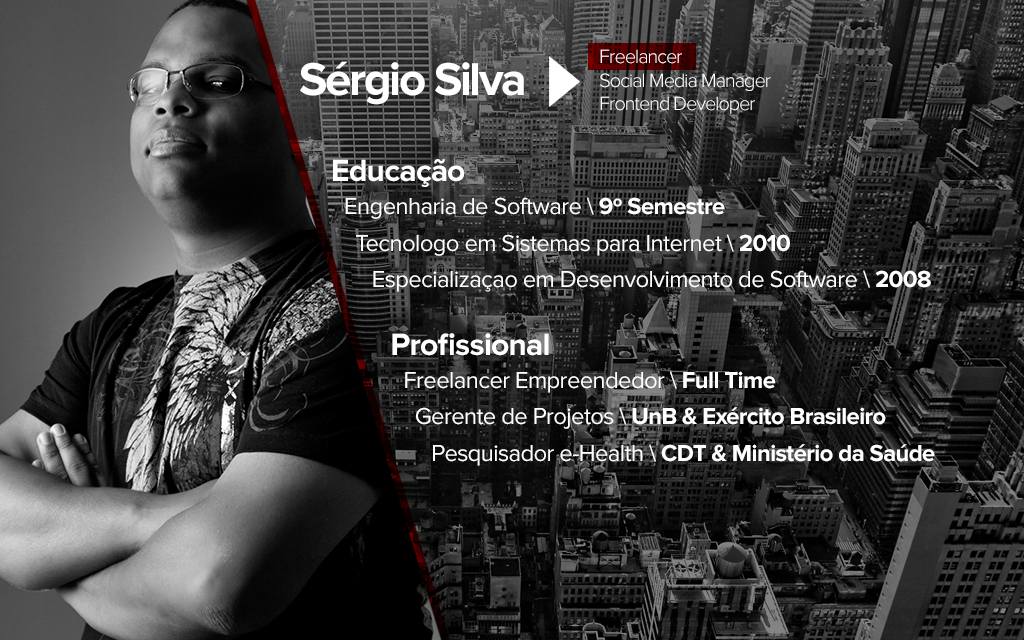 Sérgio Silva
Freelancer
Social Media Manager
Frontend Developer
Educação
Engenharia de Software \ 9º Semestre
Tecnologo em Sistemas para Internet \ 2010
Especializaçao em Desenvolvimento de Software \ 2008
Profissional
Freelancer Empreendedor \ Full Time
Gerente de Projetos \ UnB & Exército Brasileiro
Pesquisador e-Health \ CDT & Ministério da Saúde